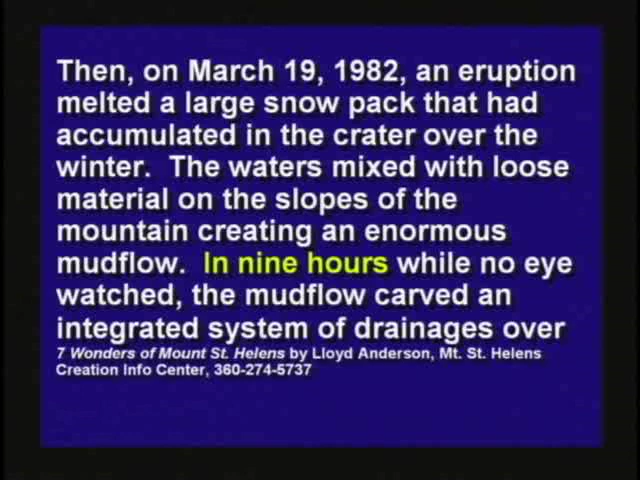 Then, on March 19, 1982, an eruption
melted a large snow pack that had
accumulated in the crater over the
winter.  The waters mixed with loose
material on the slopes of the
mountain creating an enormous
mudflow.  In nine hours while no eye
watched, the mudflow carved an
integrated system of drainages over
7 Wonders of Mount St. Helens by Lloyd Anderson, Mt. St. Helens
Creation Info Center, 360-274-5737